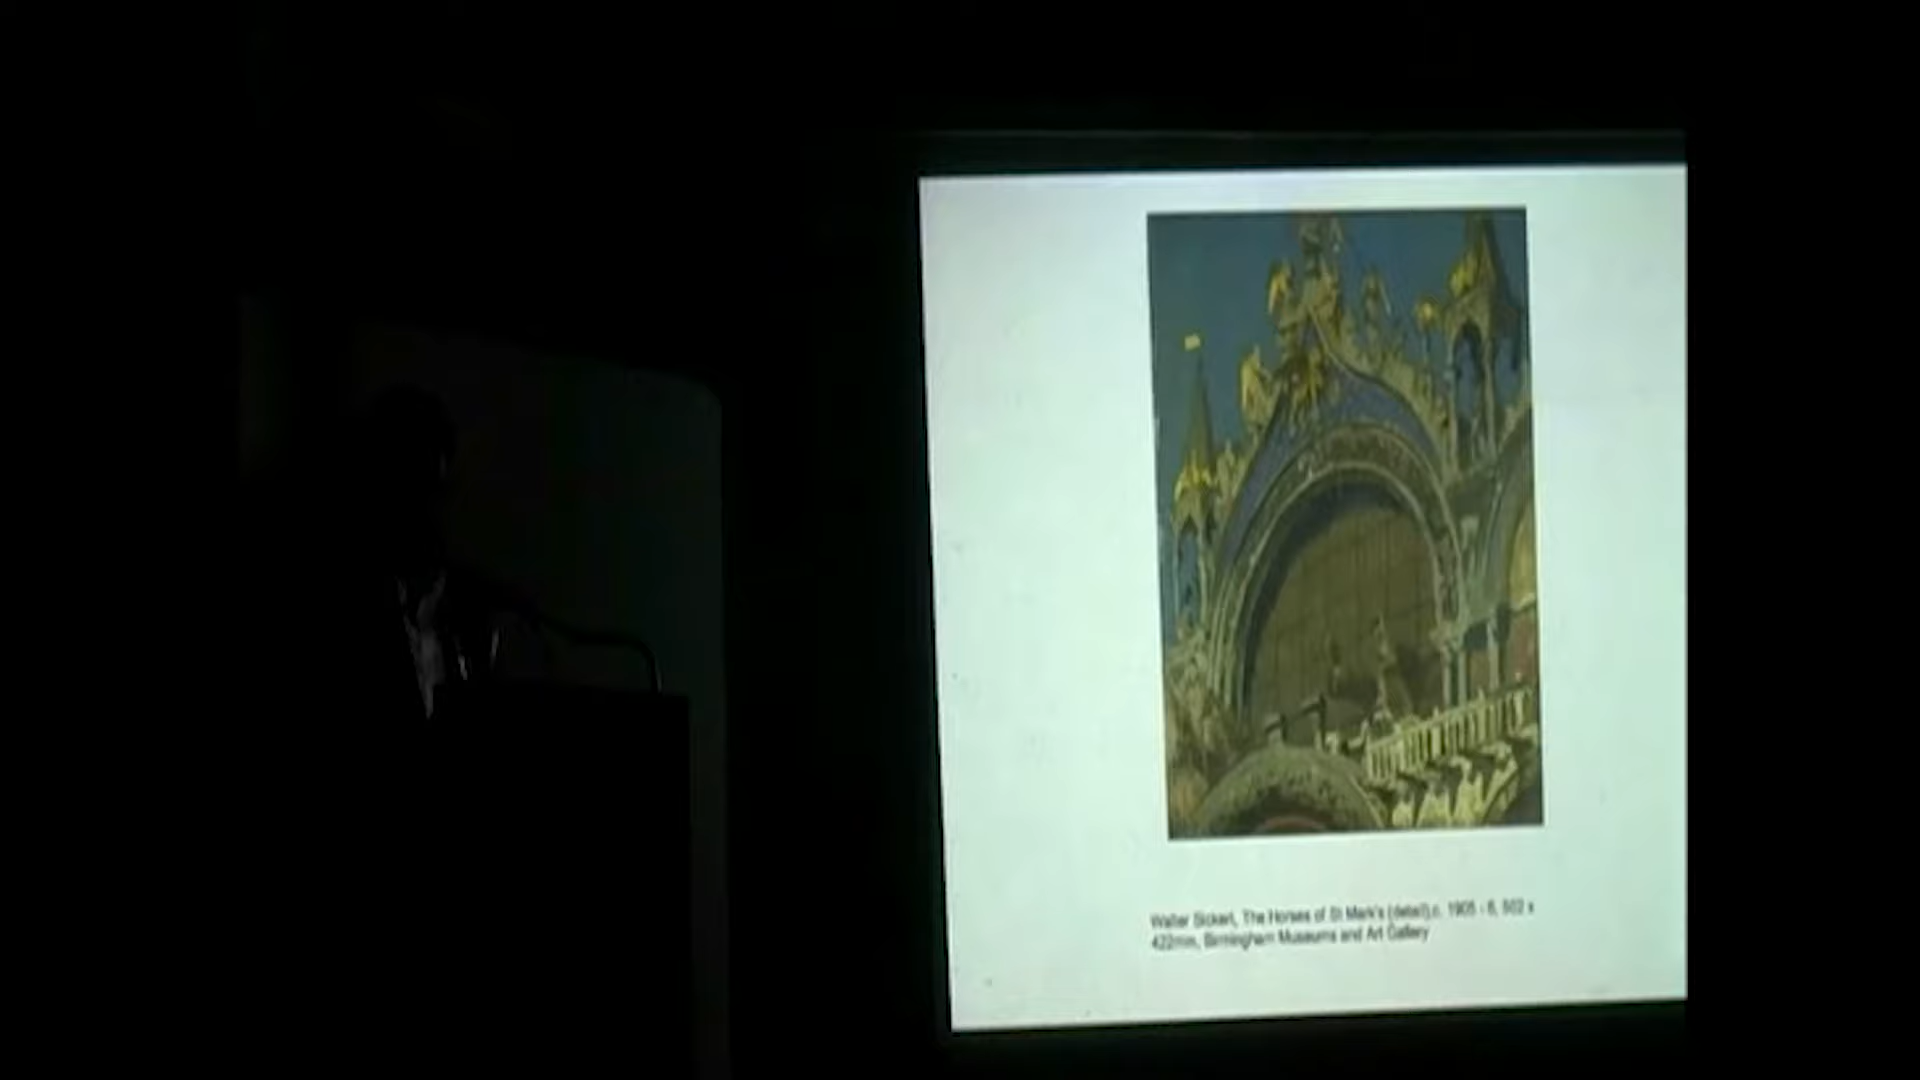 Walter Sickert, The Horses of St Mark's (detail),c. 1905 - 6, 502 x
422mm, Birmingham Museums and Art Gallery